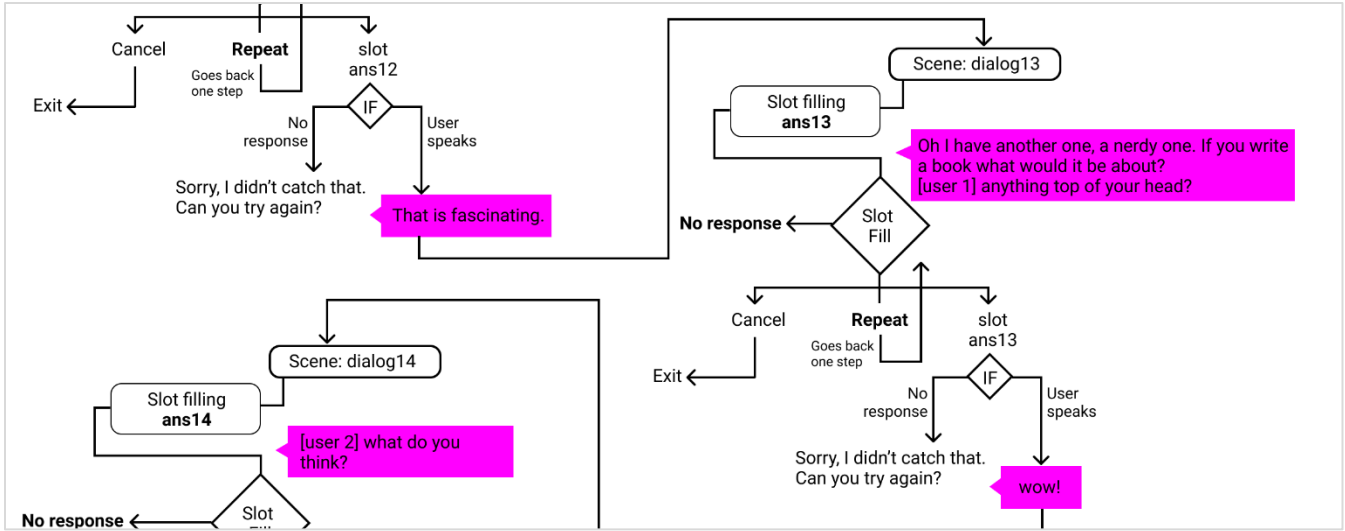 Cancel
Repeat
slot
ans12
Goes back
one step
Exit
IF
No
response
User
speaks
Sorry, I didn’t catch that.
Can you try again?
That is fascinating.
Scene: dialog13
Slot filling
ans13
Oh I have another one, a nerdy one. If you write
a book what would it be about?
[user 1] anything top of your head?
Slot
Fill
No response
Cancel
Repeat
slot
ans13
Goes back
one step
Exit
IF
No
response
User
speaks
Sorry, I didn’t catch that.
Can you try again?
wow!
Scene: dialog14
Slot filling
ans14
[user 2] what do you
think?
Slot
No response